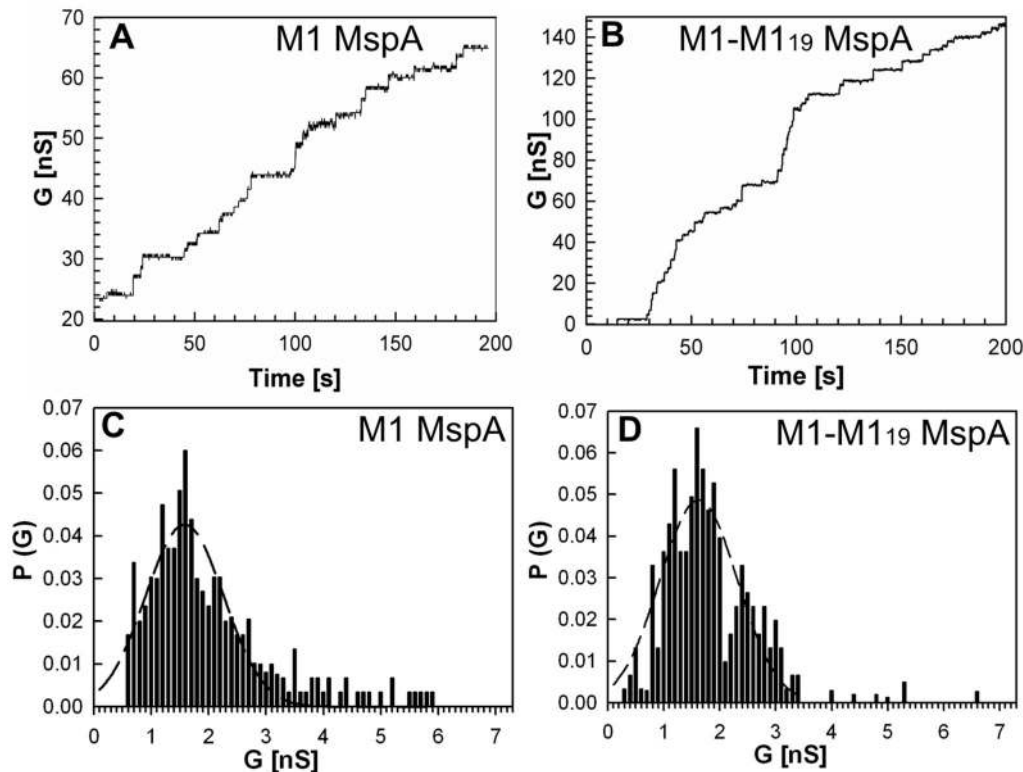 A M1 MspA
G [nS]
70
60
50
40
30
20
0 50 100 150 200
Time [s]
B M1-M1₁₉ MspA
G [nS]
140
120
100
80
60
40
20
0
0 50 100 150 200
Time [s]
C M1 MspA
P (G)
0.07
0.06
0.05
0.04
0.03
0.02
0.01
0.00
0 1 2 3 4 5 6 7
G [nS]
D M1-M1₁₉ MspA
P (G)
0.07
0.06
0.05
0.04
0.03
0.02
0.01
0.00
0 1 2 3 4 5 6 7
G [nS]